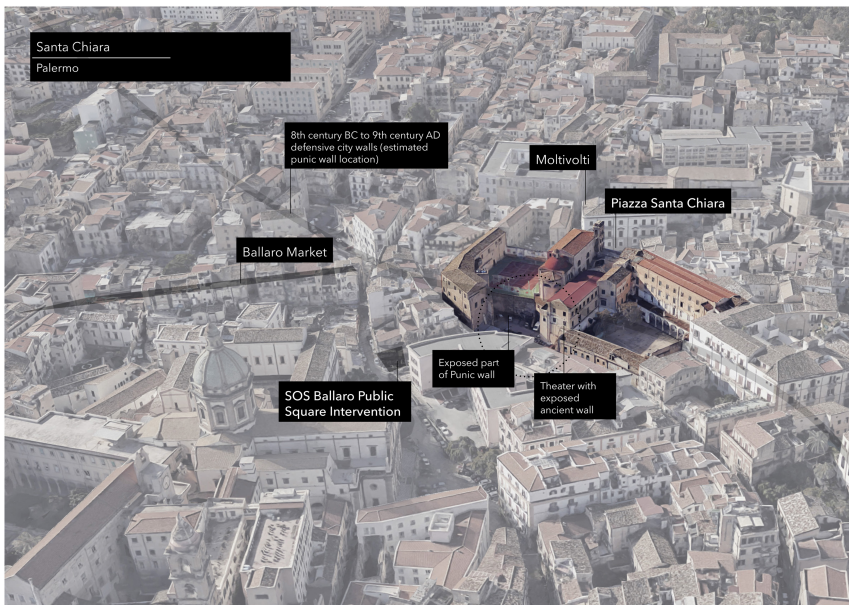 Santa Chiara
Palermo
8th century BC to 9th century AD
defensive city walls (estimated
punic wall location)
Moltivolti
Piazza Santa Chiara
Ballaro Market
Exposed part
of Punic wall
Theater with
exposed
ancient wall
SOS Ballaro Public
Square Intervention